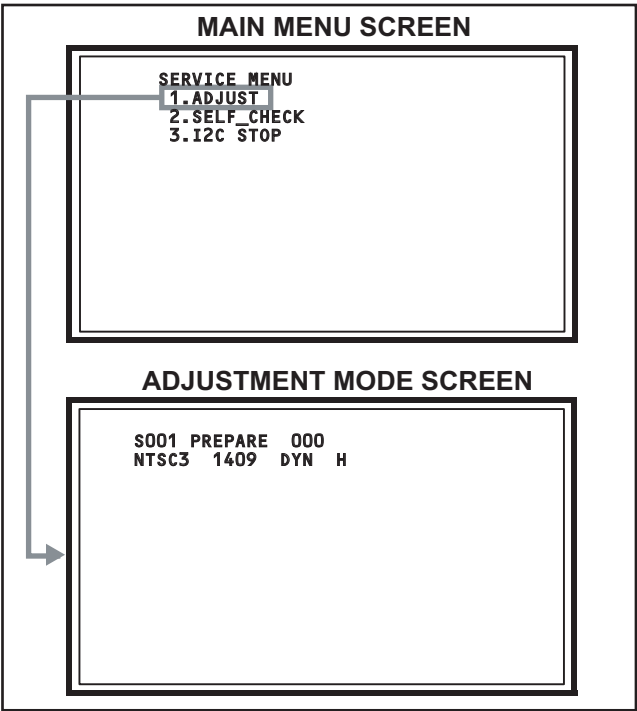 MAIN MENU SCREEN
SERVICE MENU
1.ADJUST
2.SELF_CHECK
3.I2C STOP
ADJUSTMENT MODE SCREEN
S001 PREPARE 000
NTSC3 1409 DYN H